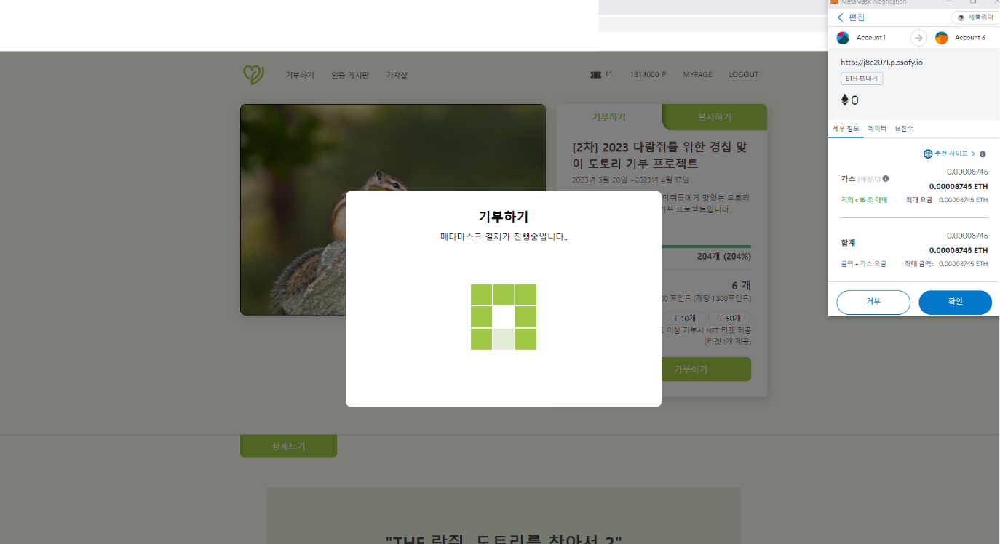 MetaMask Notification
편집
세폴리아
Account 1
Account 6
http://j8c2071.p.ssafy.io
ETH 보내기
0
세부 정보
데이터
16진수
추천 사이트 >
가스 (예상치)
0.00008745
0.00008745 ETH
거의 < 15 초 이내
최대 요금 0.00008745 ETH
합계
0.00008745
0.00008745 ETH
금액 + 가스 요금
최대 금액: 0.00008745 ETH
거부
확인
기부하기
인증 게시판
가챠샵
11
1814000 P
MYPAGE
LOGOUT
기부하기
봉사하기
[2차] 2023 다람쥐를 위한 경칩 맞
이 도토리 기부 프로젝트
2023년 3월 20일 ~2023년 4월 17일
람쥐들에게 맛있는 도토리
기부 프로젝트입니다.
204개 (204%)
6 개
00 포인트 (개당 1,500포인트)
+ 10개
+ 50개
이상 기부시 NFT 티켓 제공
(티켓 1개 제공)
기부하기
기부하기
메타마스크 결제가 진행중입니다..
상세보기
"THE 람쥐, 도토리를 찾아서 2"